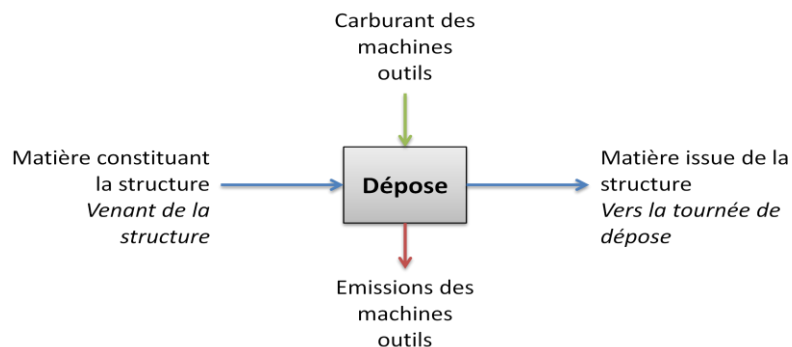 Carburant des
machines
outils
Matière constituant
la structure
Venant de la
structure
Dépose
Matière issue de la
structure
Vers la tournée de
dépose
Emissions des
machines
outils